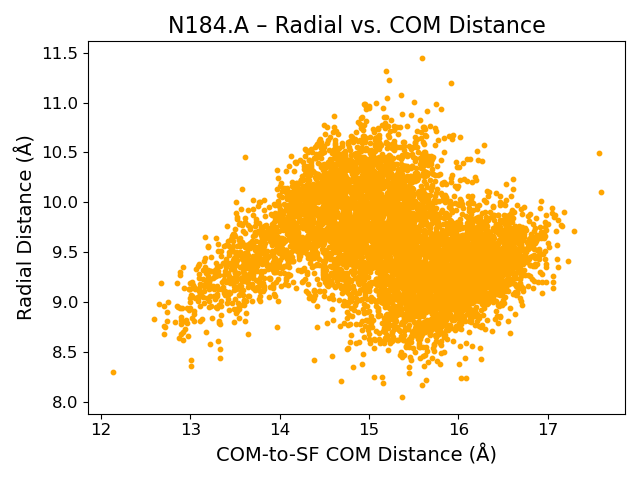 N184.A – Radial vs. COM Distance
Radial Distance (Å)
11.5
11.0
10.5
10.0
9.5
9.0
8.5
8.0
12 13 14 15 16 17
COM-to-SF COM Distance (Å)